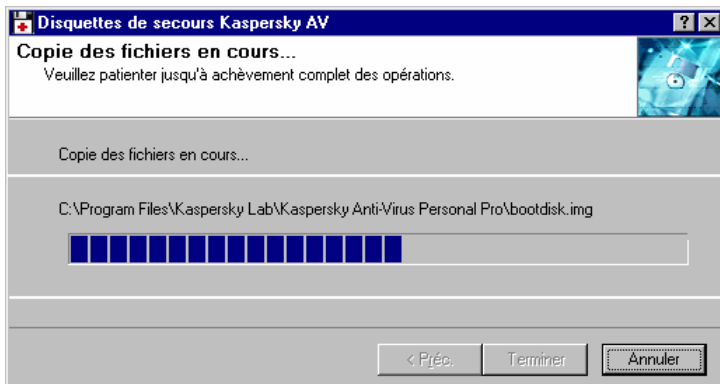 Disquettes de secours Kaspersky AV
Copie des fichiers en cours...
Veuillez patienter jusqu'à achèvement complet des opérations.
Copie des fichiers en cours...
C:\Program Files\Kaspersky Lab\Kaspersky Anti-Virus Personal Pro\bootdisk.img
< Préc. Terminer Annuler